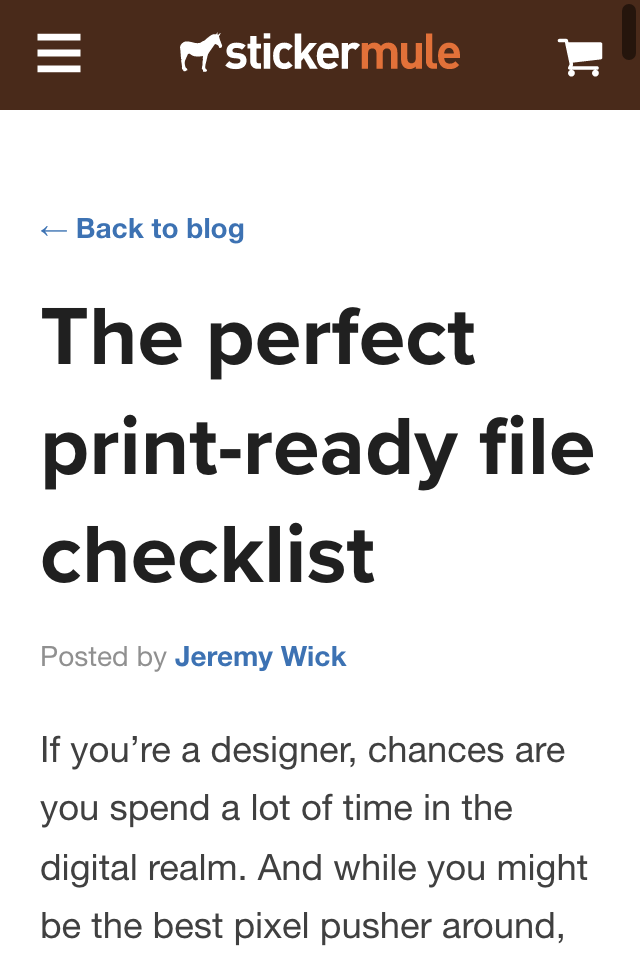 stickermule
← Back to blog
The perfect
print-ready file
checklist
Posted by Jeremy Wick
If you’re a designer, chances are
you spend a lot of time in the
digital realm. And while you might
be the best pixel pusher around,